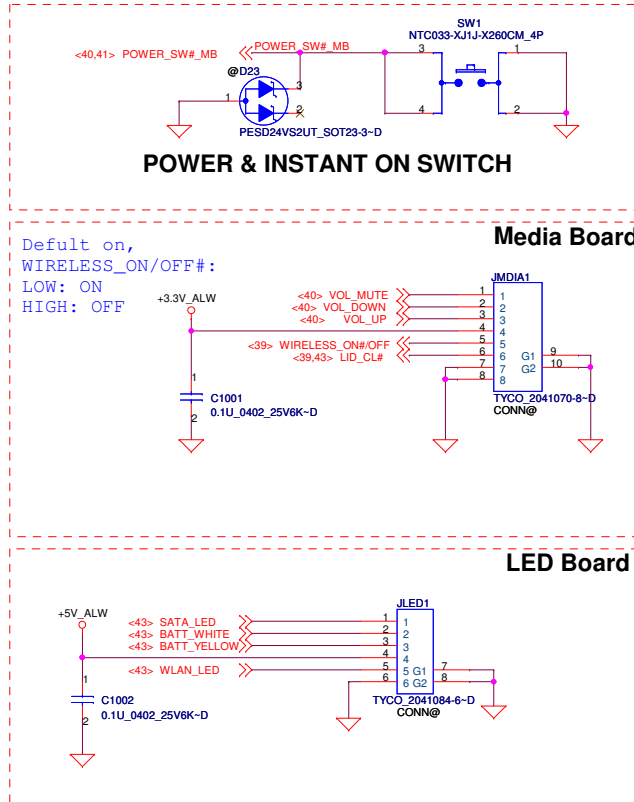 SW1
NTC033-XJ1J-X260CM_4P
<40,41> POWER_SW#_MB
POWER_SW#_MB
3
1
@D23
3
1
2
4
2
PESD24VS2UT_SOT23-3~D
POWER & INSTANT ON SWITCH
Media Board
Defult on,
WIRELESS_ON/OFF#:
LOW: ON
HIGH: OFF
+3.3V_ALW
JMDIA1
<40> VOL_MUTE 1 1
<40> VOL_DOWN 2 2
<40> VOL_UP 3 3
4 4
<39> WIRELESS_ON#/OFF 5 5
<39,43> LID_CL# 6 6 G1 9
7 7 G2 10
8 8
1
C1001
0.1U_0402_25V6K~D
2
TYCO_2041070-8~D
CONN@
LED Board
+5V_ALW
JLED1
<43> SATA_LED 1 1
<43> BATT_WHITE 2 2
<43> BATT_YELLOW 3 3
4 4
<43> WLAN_LED 5 5 G1 7
6 6 G2 8
1
C1002
0.1U_0402_25V6K~D
2
TYCO_2041084-6~D
CONN@